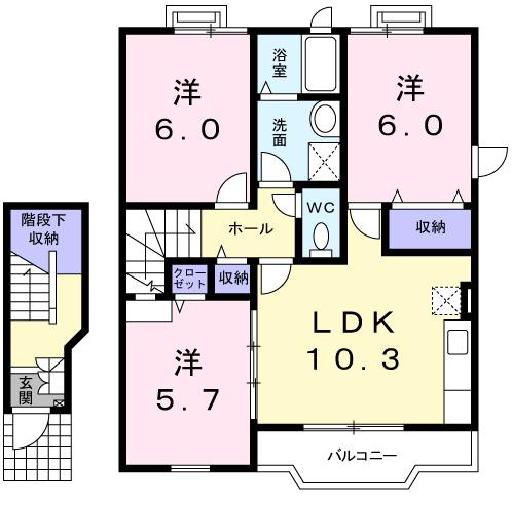 洋
6.0
浴室
洗面
洋
6.0
WC
ホール
収納
階段下
収納
クロー
ゼット
収納
LDK
10.3
洋
5.7
玄関
バルコニー